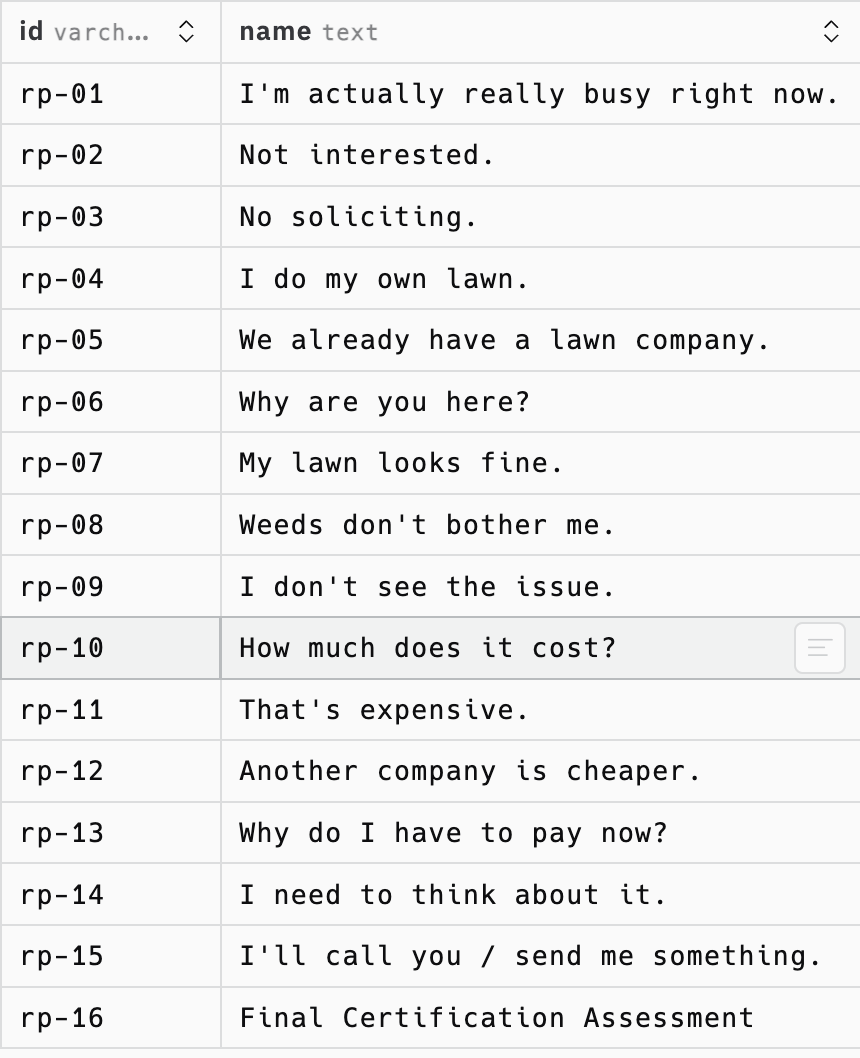 id varch... name text
rp-01 I'm actually really busy right now.
rp-02 Not interested.
rp-03 No soliciting.
rp-04 I do my own lawn.
rp-05 We already have a lawn company.
rp-06 Why are you here?
rp-07 My lawn looks fine.
rp-08 Weeds don't bother me.
rp-09 I don't see the issue.
rp-10 How much does it cost?
rp-11 That's expensive.
rp-12 Another company is cheaper.
rp-13 Why do I have to pay now?
rp-14 I need to think about it.
rp-15 I'll call you / send me something.
rp-16 Final Certification Assessment